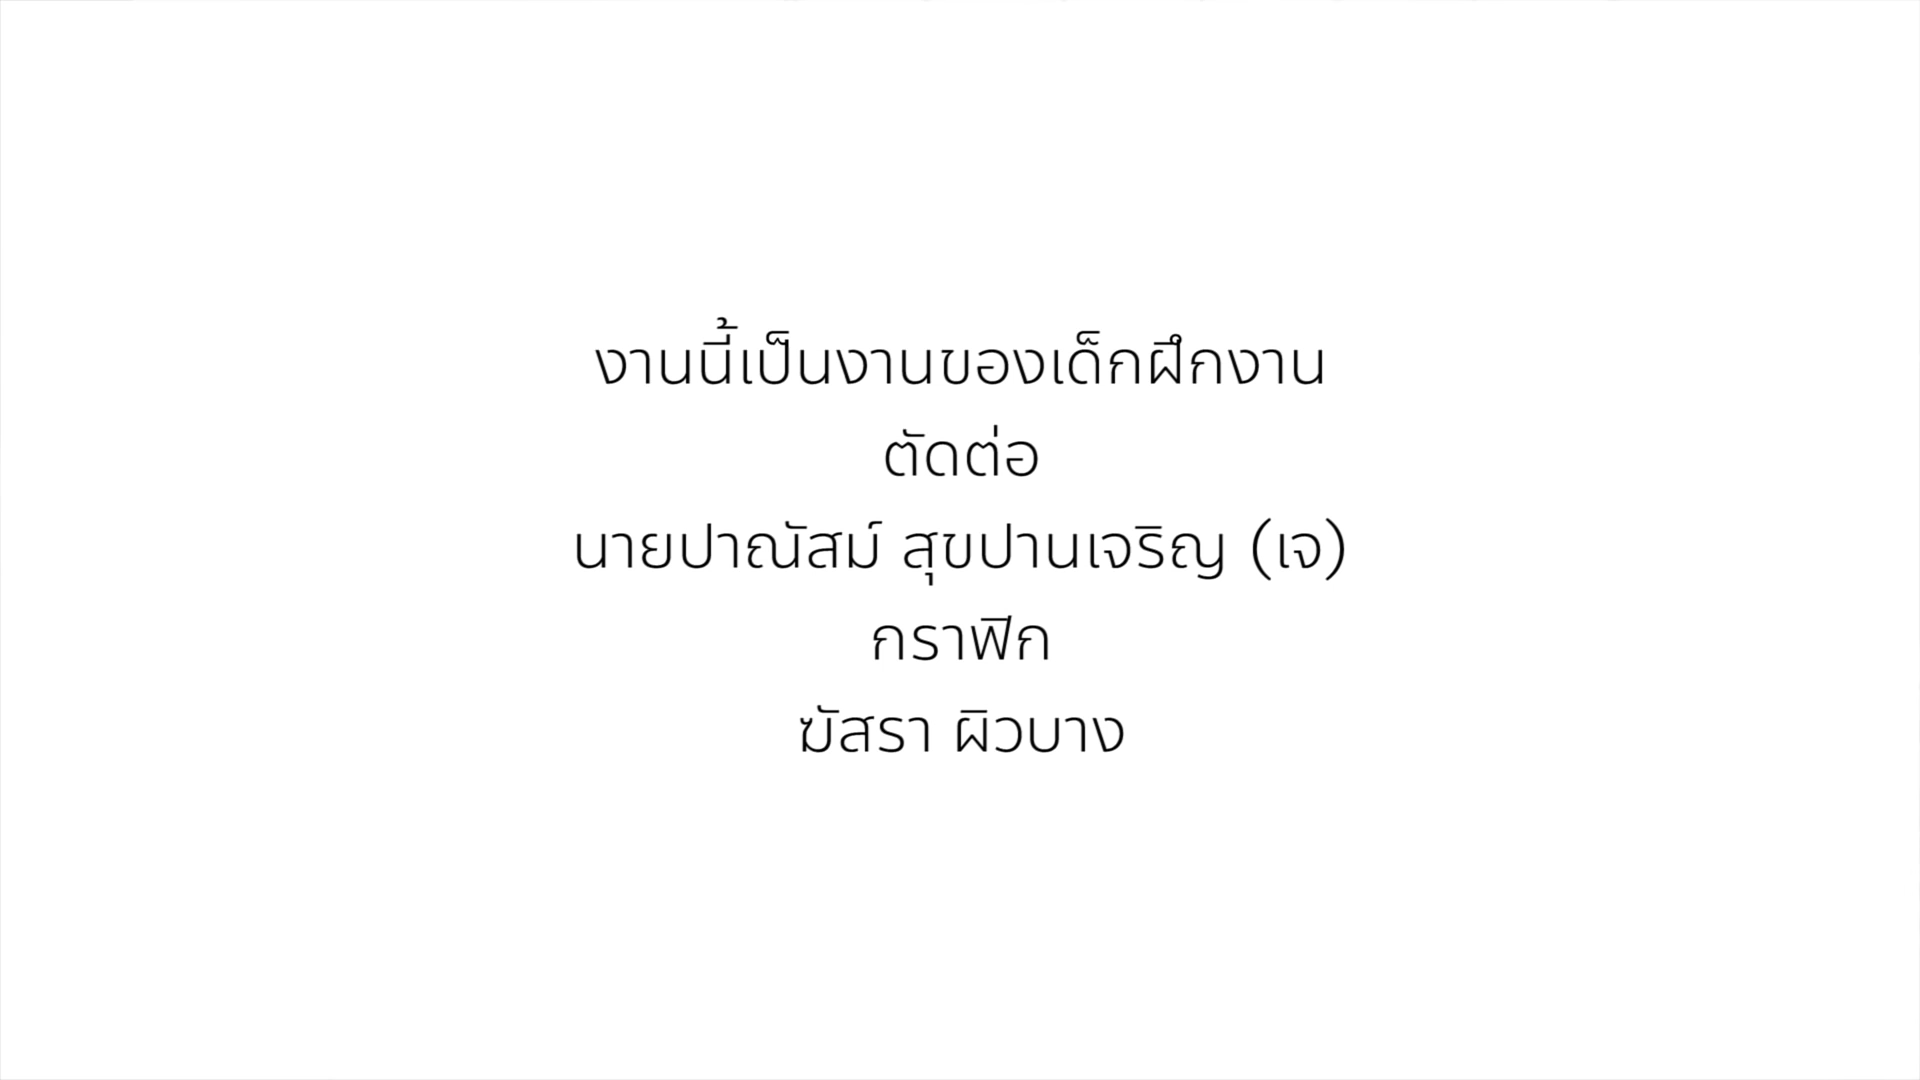 งานนี้เป็นงานของเด็กฝึกงาน
ตัดต่อ
นายปาณัสม์ สุขปานเจริญ (เจ)
กราฟิก
ฆัสรา ผิวบาง